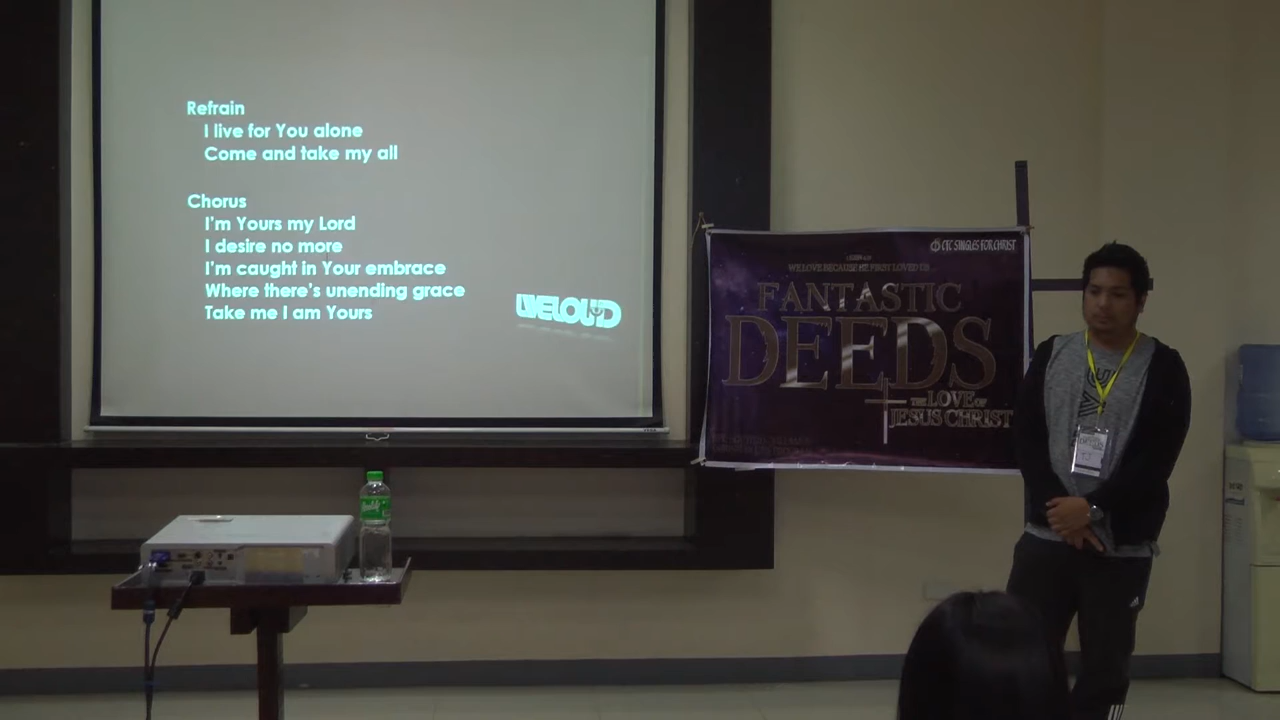 Refrain
I live for You alone
Come and take my all
Chorus
I'm Yours my Lord
I desire no more
I'm caught in Your embrace
Where there's unending grace
Take me I am Yours
LIVELOUD
CFC SINGLES FOR CHRIST
WE LOVE BECAUSE HE FIRST LOVED US
FANTASTIC
DEEDS
THE LOVE OF
JESUS CHRIST